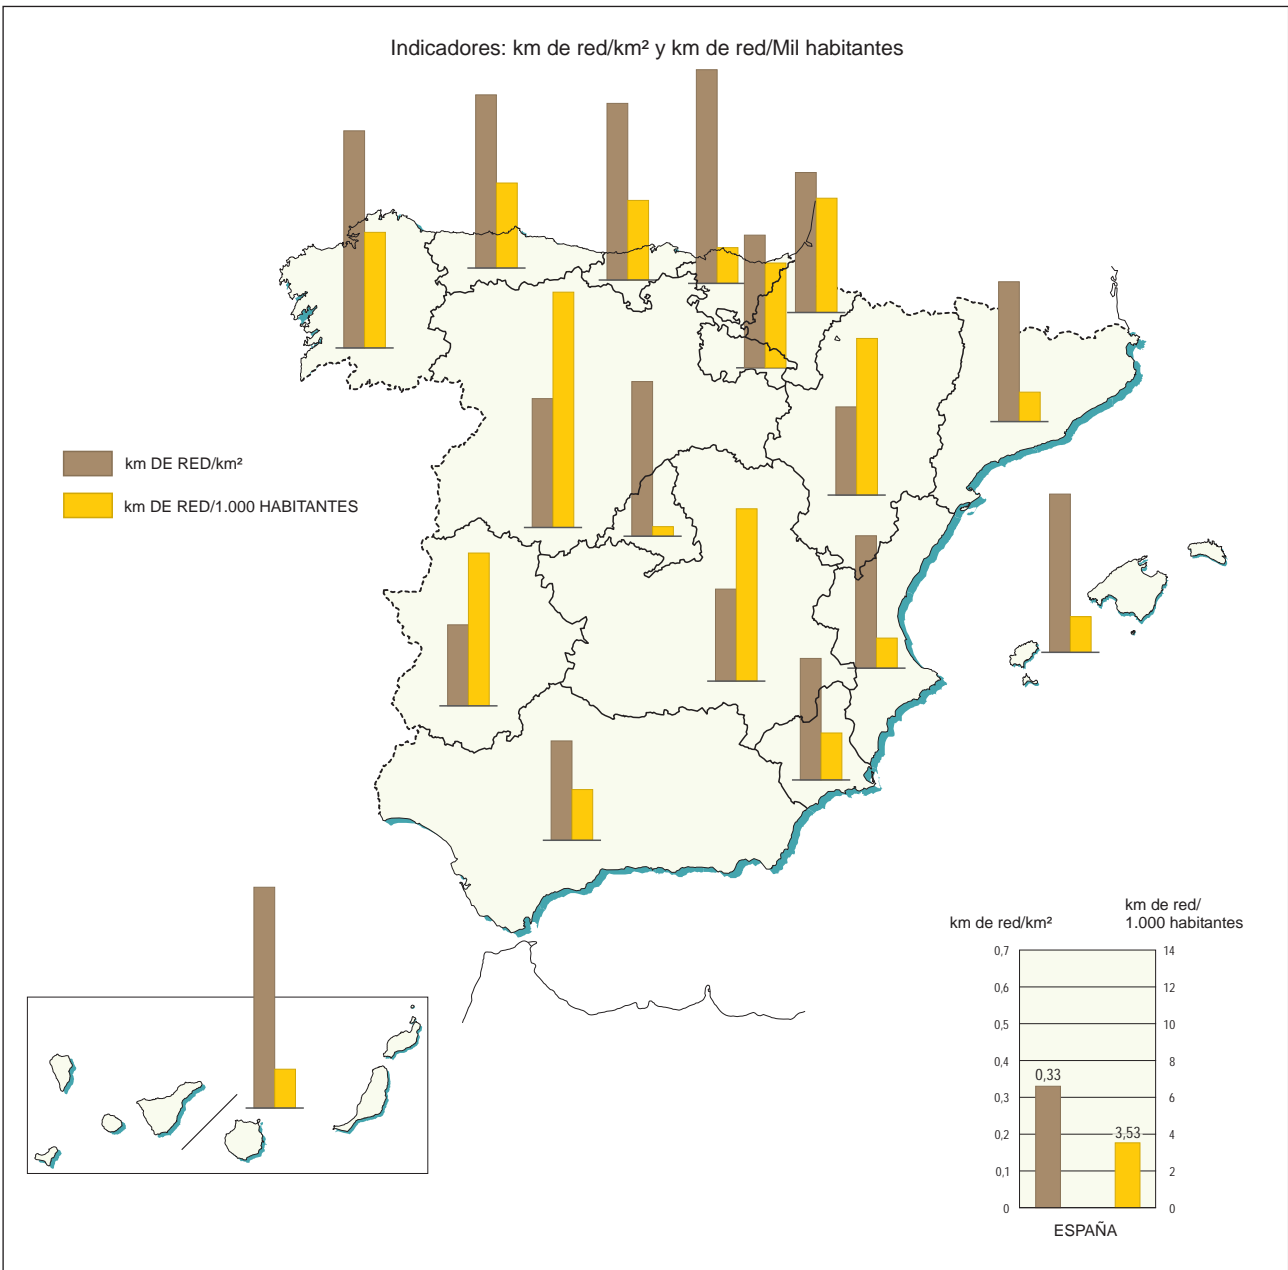 Indicadores: km de red/km² y km de red/Mil habitantes
km DE RED/km²
km DE RED/1.000 HABITANTES
km de red/km²
km de red/
1.000 habitantes
0,7
14
0,6
12
0,5
10
0,4
8
0,33
0,3
6
3,53
0,2
4
0,1
2
0
0
ESPAÑA